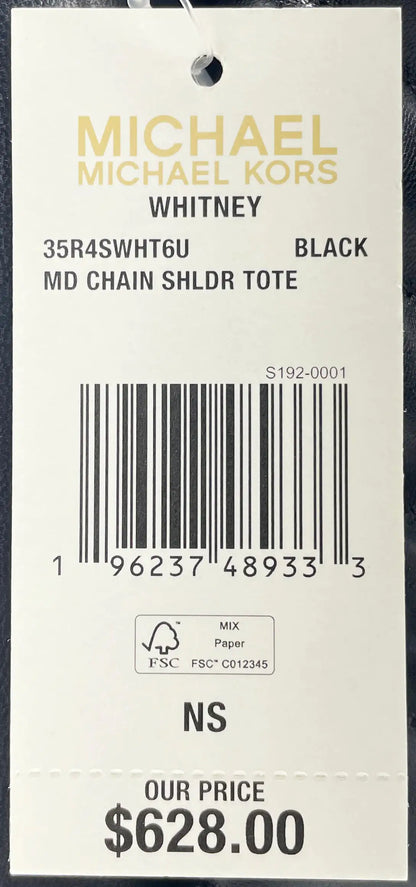 MICHAEL
MICHAEL KORS
WHITNEY
35R4SWHT6U BLACK
MD CHAIN SHLDR TOTE
S192-0001
1 96237 48933 3
FSC™
MIX
Paper
FSC™ C012345
NS
OUR PRICE
$628.00